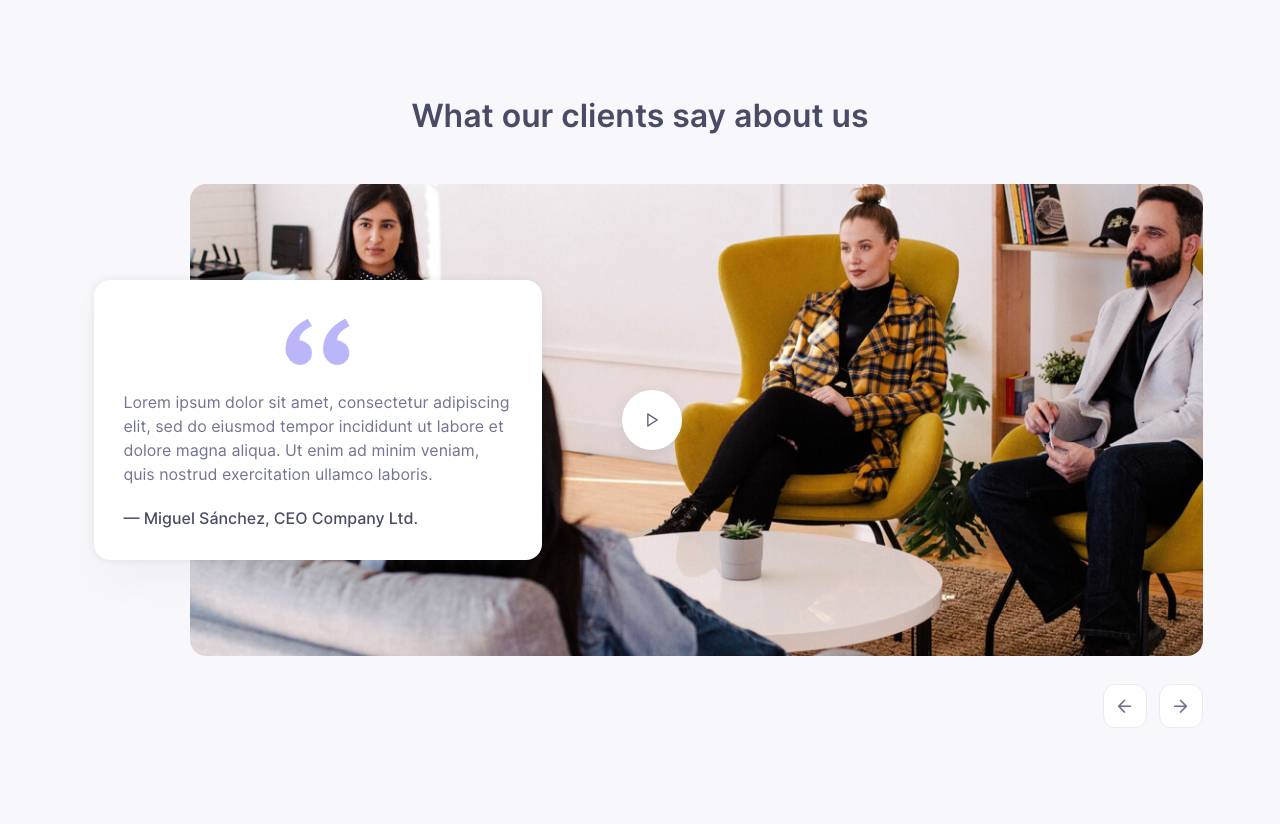 What our clients say about us
“
Lorem ipsum dolor sit amet, consectetur adipiscing
elit, sed do eiusmod tempor incididunt ut labore et
dolore magna aliqua. Ut enim ad minim veniam,
quis nostrud exercitation ullamco laboris.
— Miguel Sánchez, CEO Company Ltd.